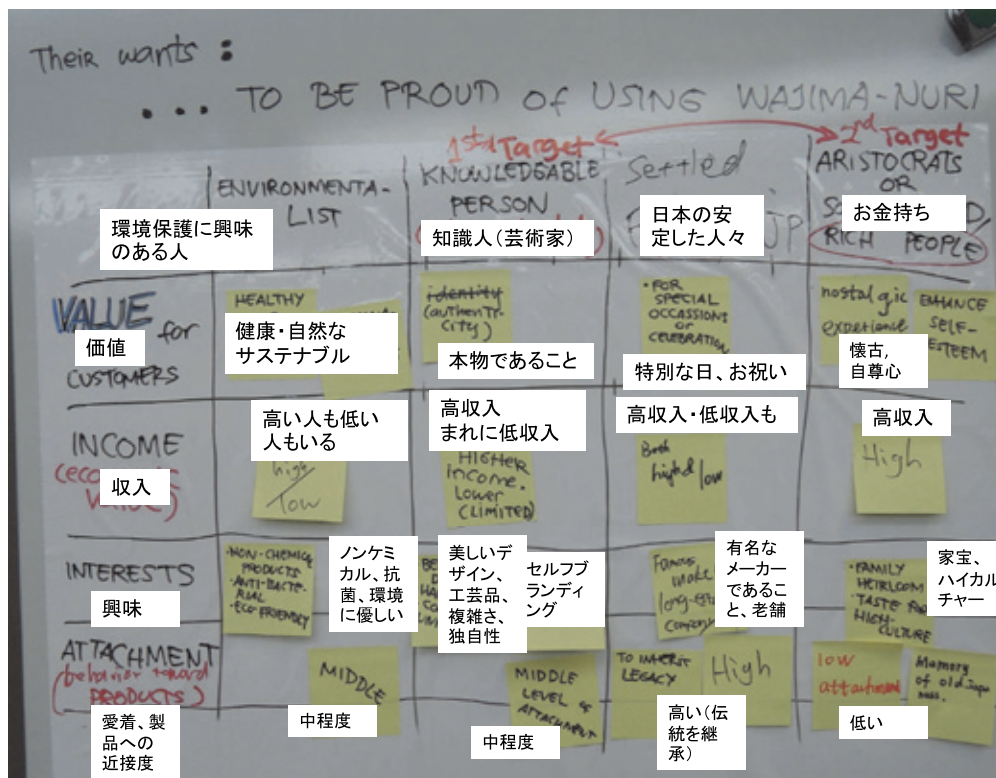 Their wants :
... TO BE PROUD of USING WAJIMA-NURI
1st Target
2nd Target
ENVIRONMENTA-
LIST
環境保護に興味
のある人
KNOWLEDGABLE
PERSON
知識人（芸術家）
Settled
JP
日本の安
定した人々
ARISTOCRATS
OR
お金持ち
RICH PEOPLE
VALUE for
CUSTOMERS
価値
HEALTHY
健康・自然な
サステナブル
identity
(authenti-
city)
本物であること
・FOR
SPECIAL
OCCASSIONS
or
CELEBRATION
特別な日、お祝い
nostalgic
experience
ENHANCE
SELF-
ESTEEM
懐古,
自尊心
INCOME
収入
高い人も低い
人もいる
high/
low
高収入
まれに低収入
HIGHER
INCOME.
Lower
(LIMITED)
高収入・低収入も
Both
high & low
高収入
High
INTERESTS
興味
・NON-CHEMICAL
PRODUCTS
・ANTI-BACTE-
RIAL
・ECO FRIENDLY
ノンケミ
カル、抗
菌、環境
に優しい
美しいデ
ザイン、
工芸品、
複雑さ、
独自性
セルフブ
ランディ
ング
有名な
メーカー
であるこ
と、老舗
・FAMILY
HEIRLOOM
・TASTE FOR
HIGH-
CULTURE
家宝、
ハイカル
チャー
ATTACHMENT
(behavior toward
PRODUCTS)
愛着、製
品への
近接度
MIDDLE
中程度
MIDDLE
LEVEL of
ATTACHMENT
中程度
TO INHERIT
LEGACY
High
高い（伝
統を継
承）
low
attachment
Memory
of old Japa
低い